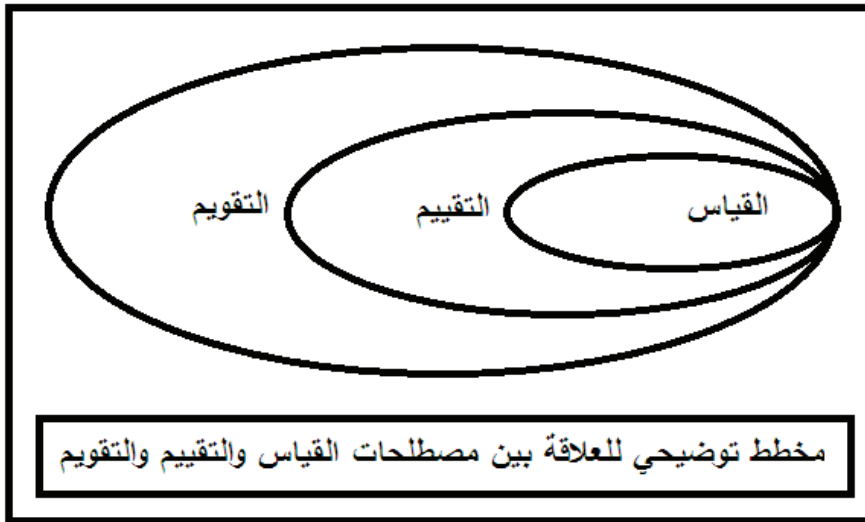 القياس
التقييم
التقويم
مخطط توضيحي للعلاقة بين مصطلحات القياس والتقييم والتقويم